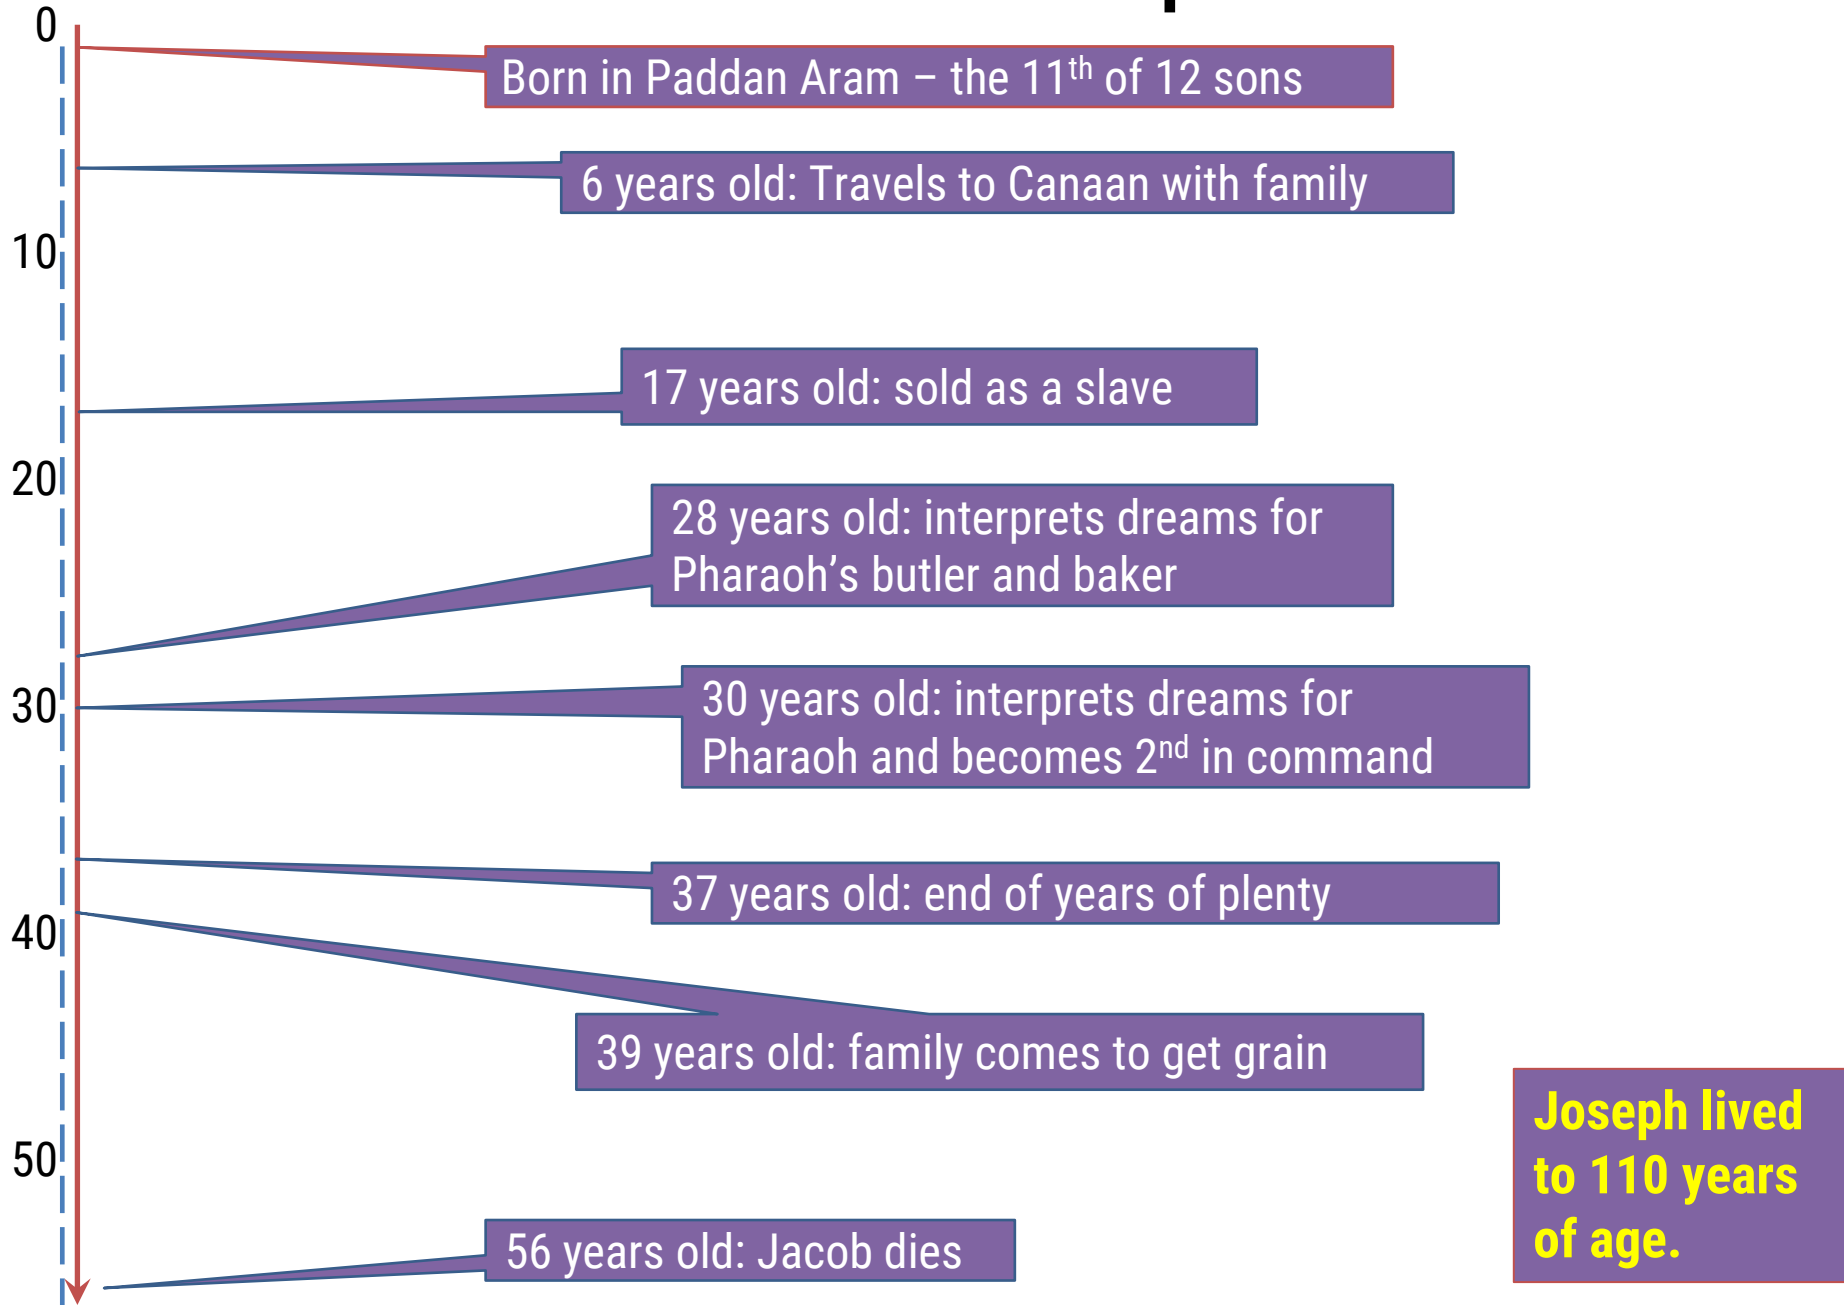 0
Born in Paddan Aram – the 11th of 12 sons
6 years old: Travels to Canaan with family
10
17 years old: sold as a slave
20
28 years old: interprets dreams for
Pharaoh’s butler and baker
30
30 years old: interprets dreams for
Pharaoh and becomes 2nd in command
37 years old: end of years of plenty
40
39 years old: family comes to get grain
Joseph lived
to 110 years
of age.
50
56 years old: Jacob dies